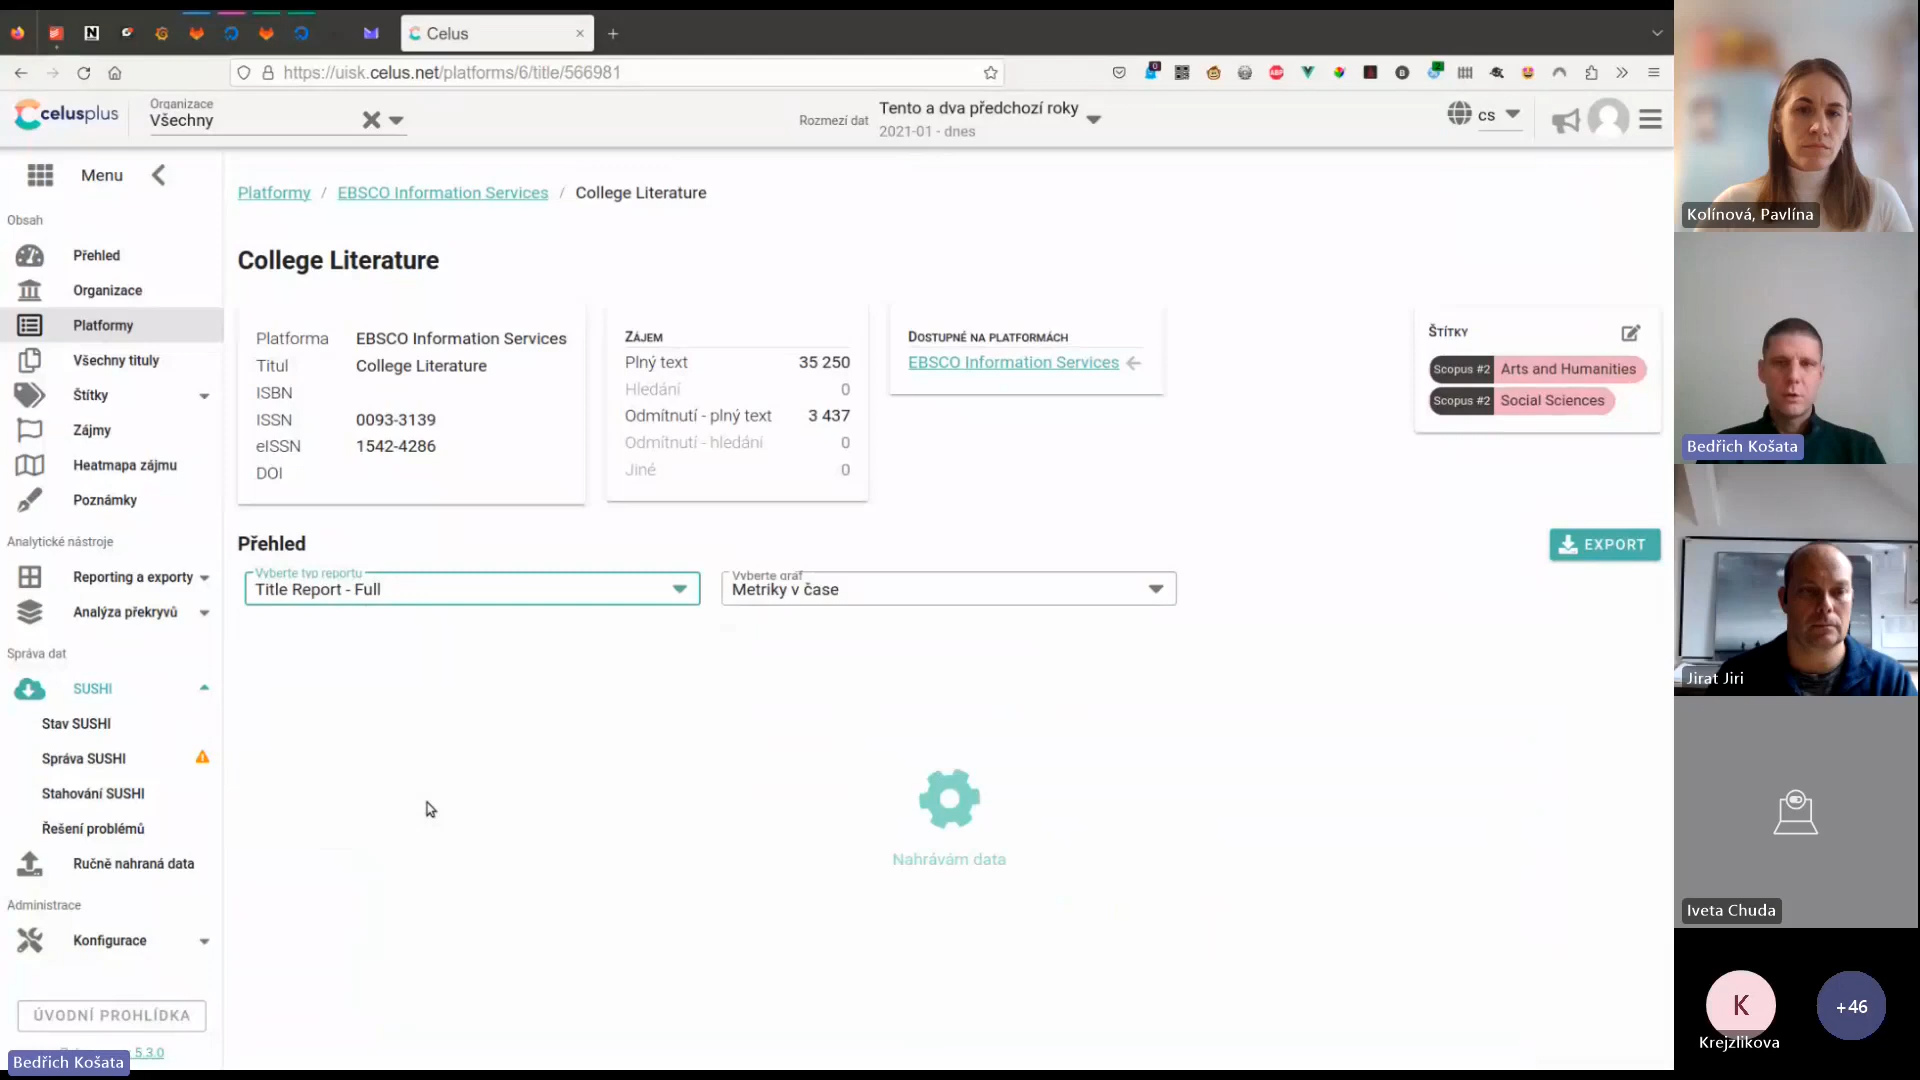 Celus
https://uisk.celus.net/platforms/6/title/566981
celusplus
Organizace
Všechny
Rozmezí dat
Tento a dva předchozí roky
2021-01 - dnes
cs
Menu
Obsah
Přehled
Organizace
Platformy
Všechny tituly
Štítky
Zájmy
Heatmapa zájmu
Poznámky
Analytické nástroje
Reporting a exporty
Analýza překryvů
Správa dat
SUSHI
Stav SUSHI
Správa SUSHI
Stahování SUSHI
Řešení problémů
Ručně nahraná data
Administrace
Konfigurace
ÚVODNÍ PROHLÍDKA
5.3.0
Bedřich Košata
Platformy / EBSCO Information Services / College Literature
College Literature
Platforma EBSCO Information Services
Titul College Literature
ISBN
ISSN 0093-3139
eISSN 1542-4286
DOI
ZÁJEM
Plný text 35 250
Hledání 0
Odmítnutí - plný text 3 437
Odmítnutí - hledání 0
Jiné 0
DOSTUPNÉ NA PLATFORMÁCH
EBSCO Information Services
ŠTÍTKY
Scopus #2 Arts and Humanities
Scopus #2 Social Sciences
Přehled
EXPORT
Vyberte typ reportu
Title Report - Full
Vyberte graf
Metriky v čase
Nahrávám data
Kolínová, Pavlína
Bedřich Košata
Jirat Jiri
Iveta Chuda
K
Krejzlikova
+46